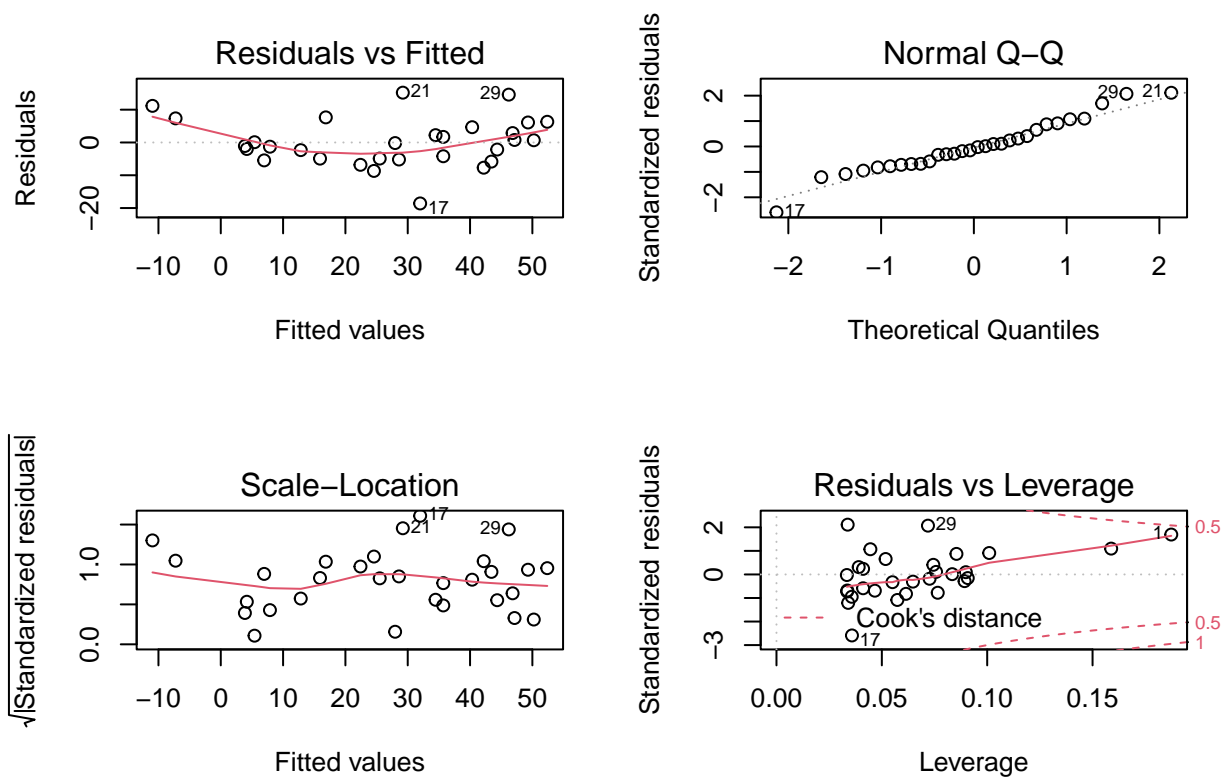 Residuals vs Fitted
Residuals
−20
0
21
29
17
−10 0 10 20 30 40 50
Fitted values
Normal Q−Q
Standardized residuals
−2
0
2
29
21
17
−2 −1 0 1 2
Theoretical Quantiles
Scale−Location
√|Standardized residuals|
0.0
1.0
17
21
29
−10 0 10 20 30 40 50
Fitted values
Residuals vs Leverage
Standardized residuals
−3
0
2
29
1
17
Cook's distance
0.5
0.5
1
0.00 0.05 0.10 0.15
Leverage